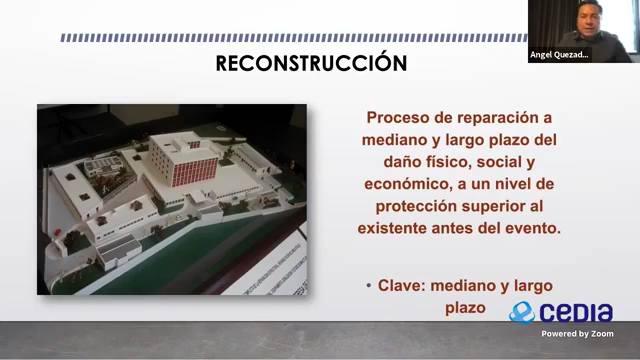 Angel Quezad...
RECONSTRUCCIÓN
Proceso de reparación a
mediano y largo plazo del
daño físico, social y
económico, a un nivel de
protección superior al
existente antes del evento.
• Clave: mediano y largo
plazo
CEDIA
Powered by Zoom